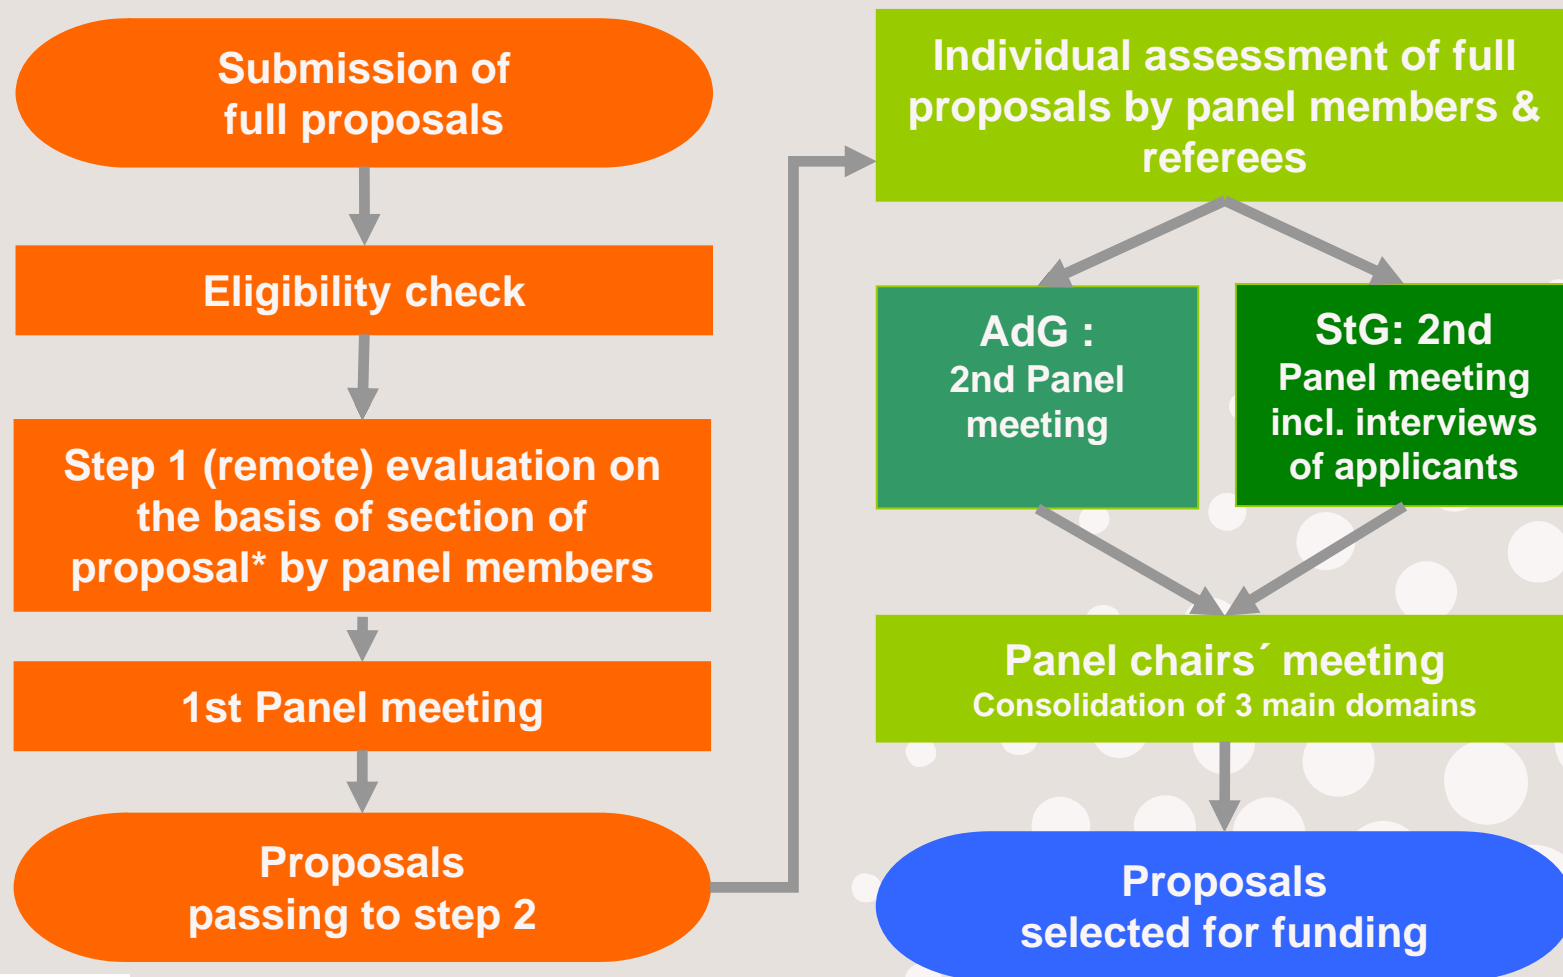 Submission of
full proposals
Eligibility check
Step 1 (remote) evaluation on
the basis of section of
proposal* by panel members
1st Panel meeting
Proposals
passing to step 2
Individual assessment of full
proposals by panel members &
referees
AdG :
2nd Panel
meeting
StG: 2nd
Panel meeting
incl. interviews
of applicants
Panel chairs´ meeting
Consolidation of 3 main domains
Proposals
selected for funding